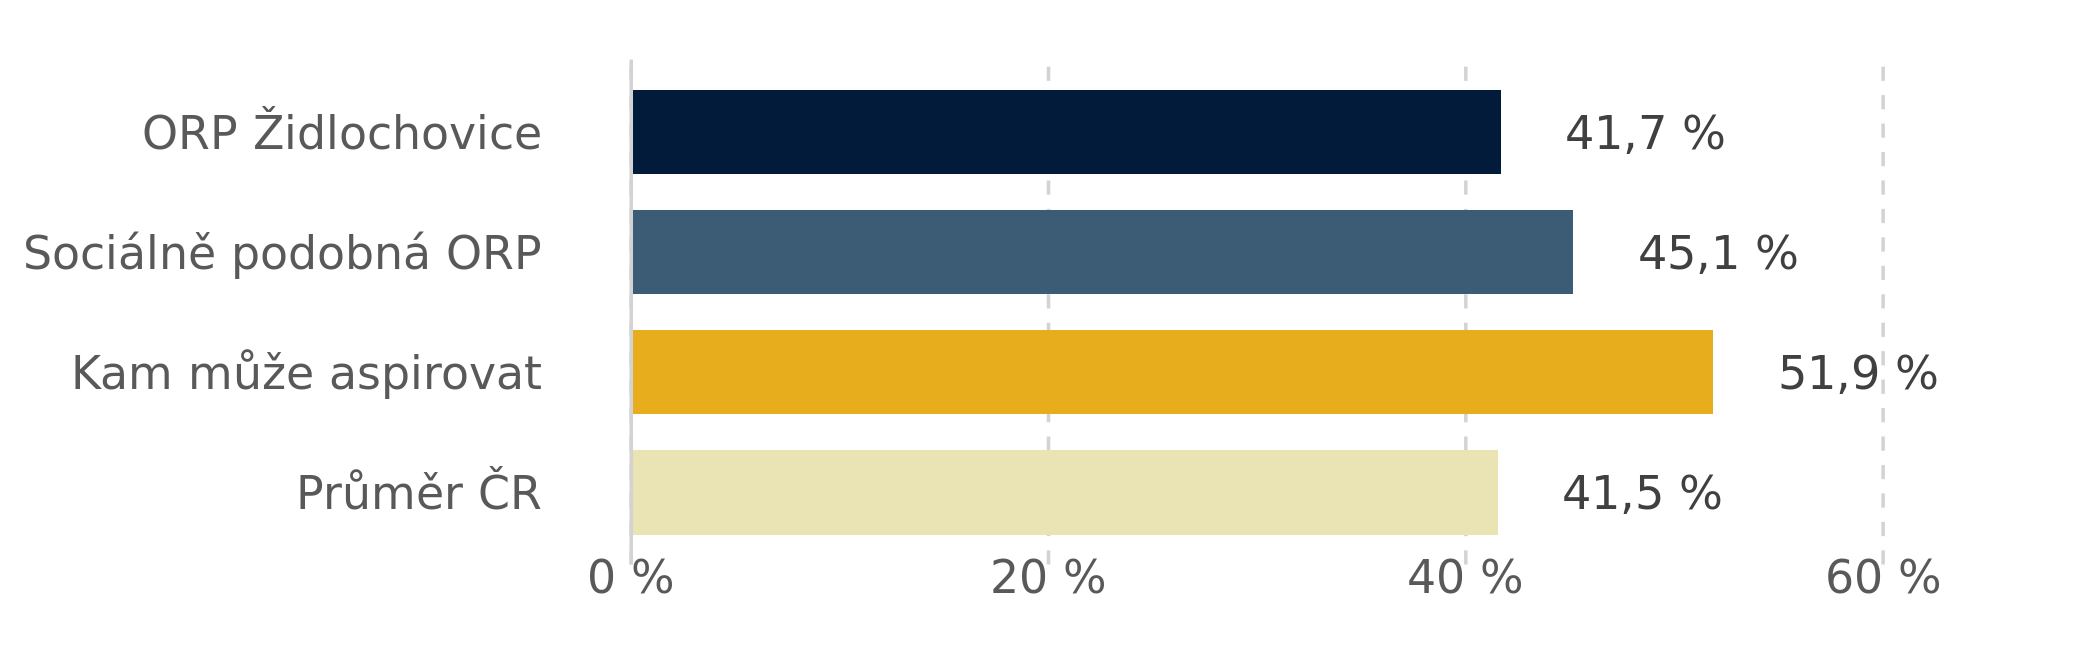 ORP Židlochovice
41,7 %
Sociálně podobná ORP
45,1 %
Kam může aspirovat
51,9 %
Průměr ČR
41,5 %
0 %
20 %
40 %
60 %